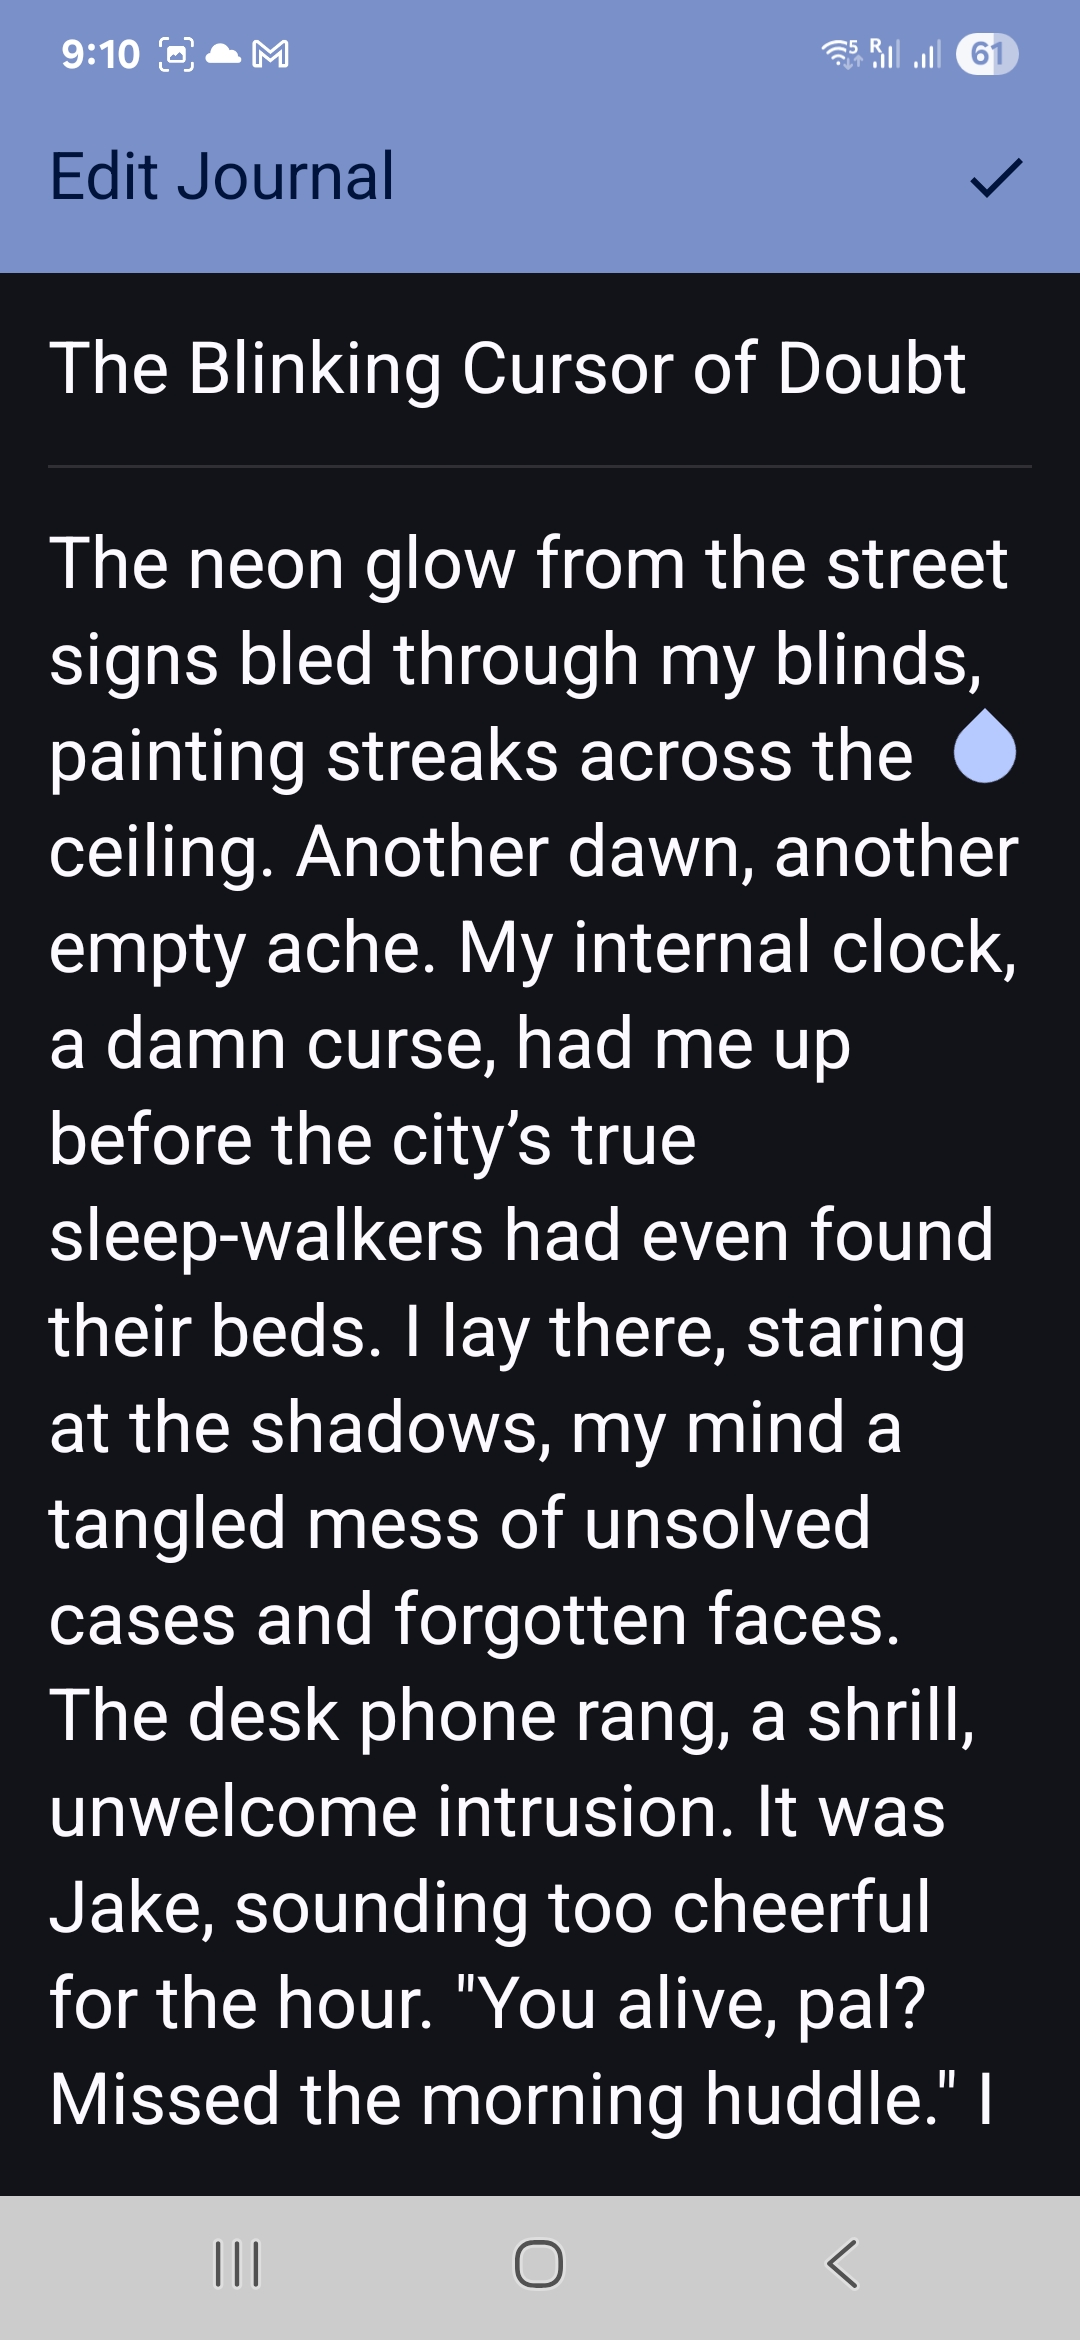 9:10
5
R
61
Edit Journal
The Blinking Cursor of Doubt
The neon glow from the street
signs bled through my blinds,
painting streaks across the
ceiling. Another dawn, another
empty ache. My internal clock,
a damn curse, had me up
before the city’s true
sleep-walkers had even found
their beds. I lay there, staring
at the shadows, my mind a
tangled mess of unsolved
cases and forgotten faces.
The desk phone rang, a shrill,
unwelcome intrusion. It was
Jake, sounding too cheerful
for the hour. "You alive, pal?
Missed the morning huddle." I